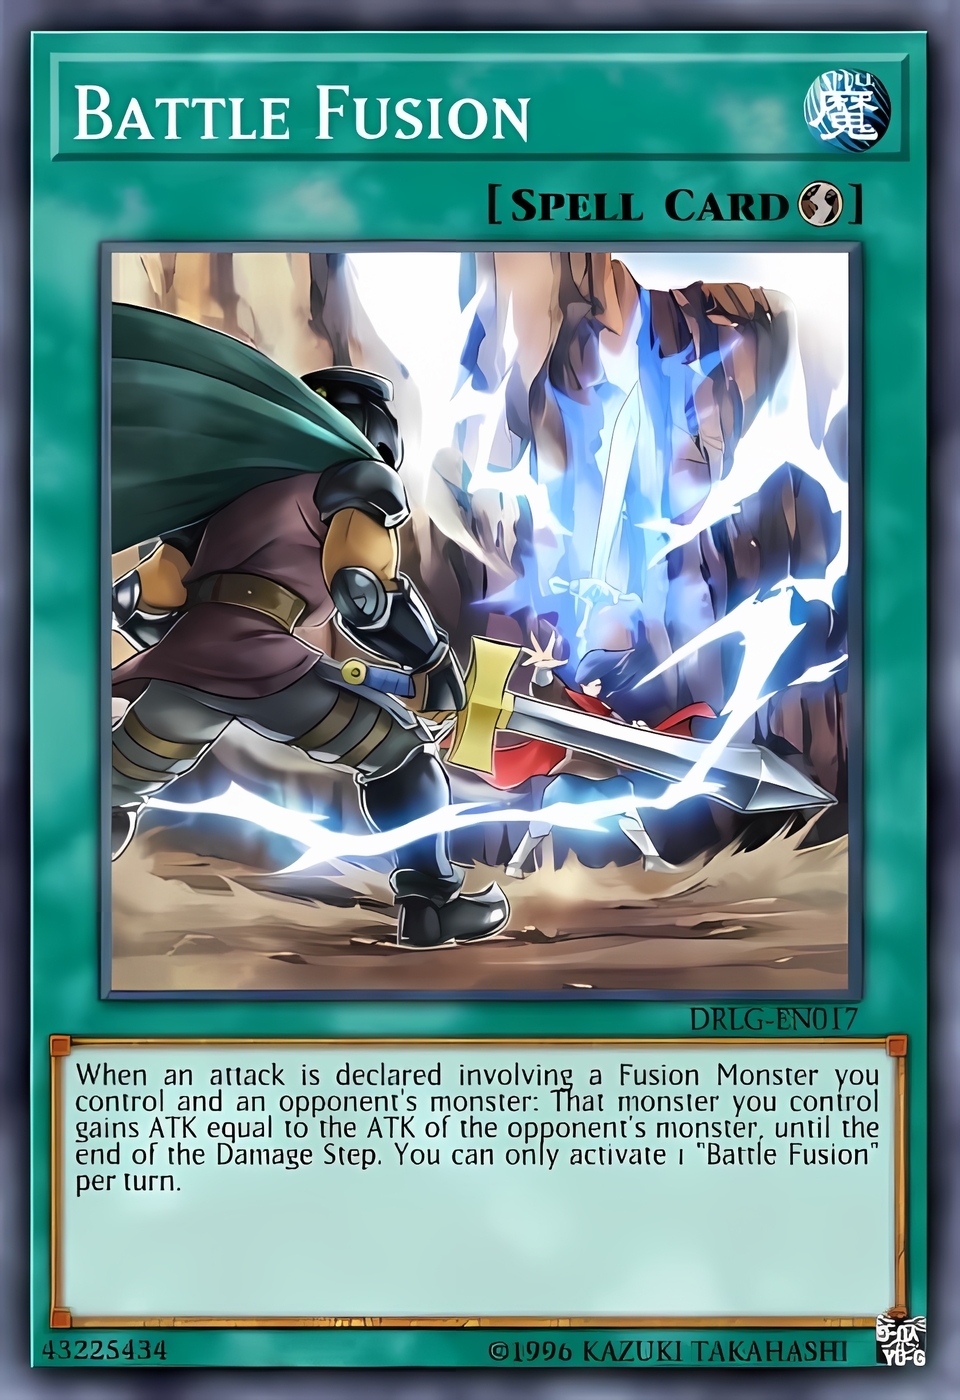 BATTLE FUSION
魔
[SPELL CARD]
DRLG-EN017
When an attack is declared involving a Fusion Monster you
control and an opponent's monster: That monster you control
gains ATK equal to the ATK of the opponent's monster, until the
end of the Damage Step. You can only activate 1 "Battle Fusion"
per turn.
43225434
©1996 KAZUKI TAKAHASHI